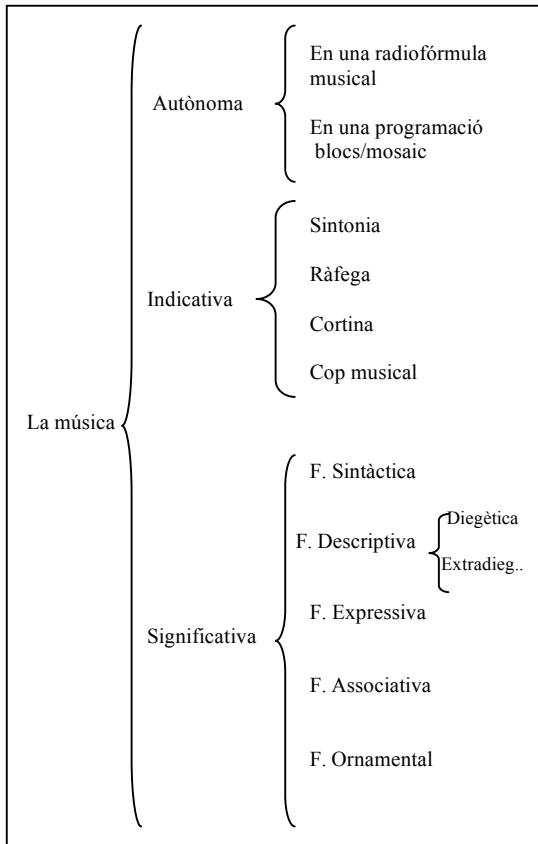 La música
Autònoma
En una radiofórmula
musical
En una programació
blocs/mosaic
Indicativa
Sintonia
Ràfega
Cortina
Cop musical
Significativa
F. Sintàctica
F. Descriptiva
Diegètica
Extradieg..
F. Expressiva
F. Associativa
F. Ornamental